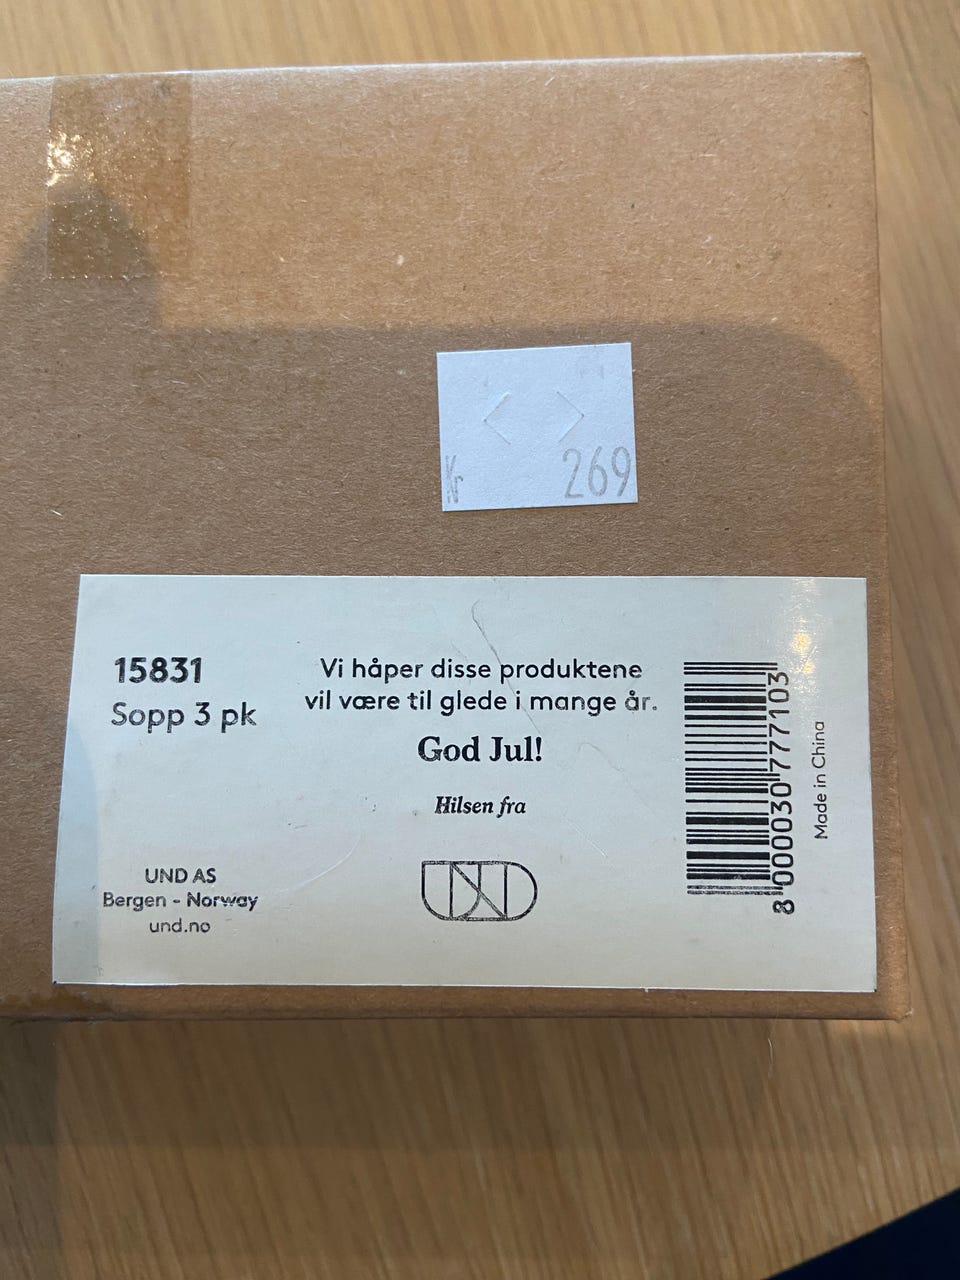 Kr 269
15831
Sopp 3 pk
Vi håper disse produktene
vil være til glede i mange år.
God Jul!
Hilsen fra
UND
UND AS
Bergen - Norway
und.no
8 000030 777103
Made in China